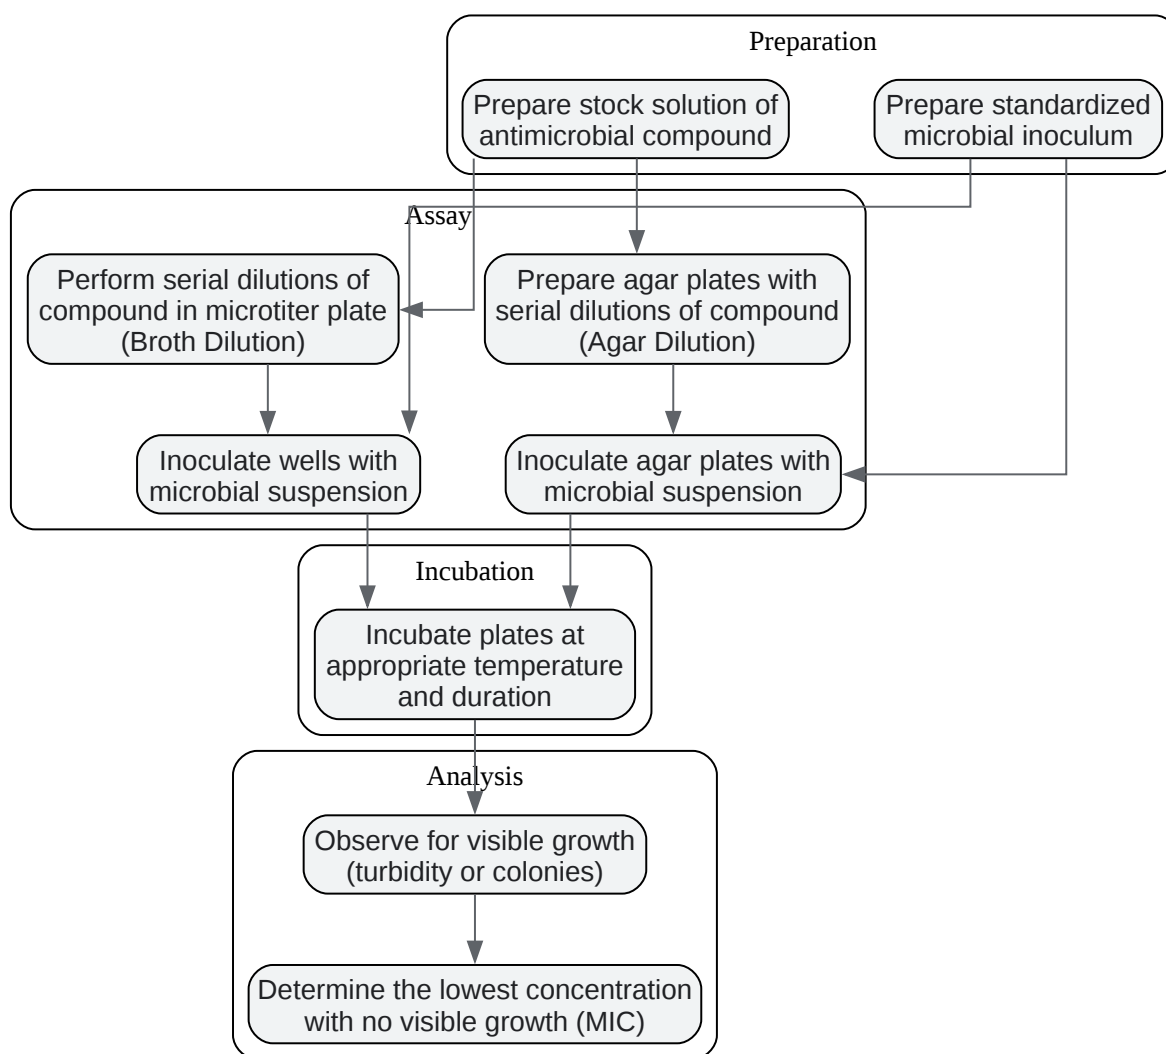 Preparation
Prepare stock solution of
antimicrobial compound
Prepare standardized
microbial inoculum
Assay
Perform serial dilutions of
compound in microtiter plate
(Broth Dilution)
Prepare agar plates with
serial dilutions of compound
(Agar Dilution)
Inoculate wells with
microbial suspension
Inoculate agar plates with
microbial suspension
Incubation
Incubate plates at
appropriate temperature
and duration
Analysis
Observe for visible growth
(turbidity or colonies)
Determine the lowest concentration
with no visible growth (MIC)